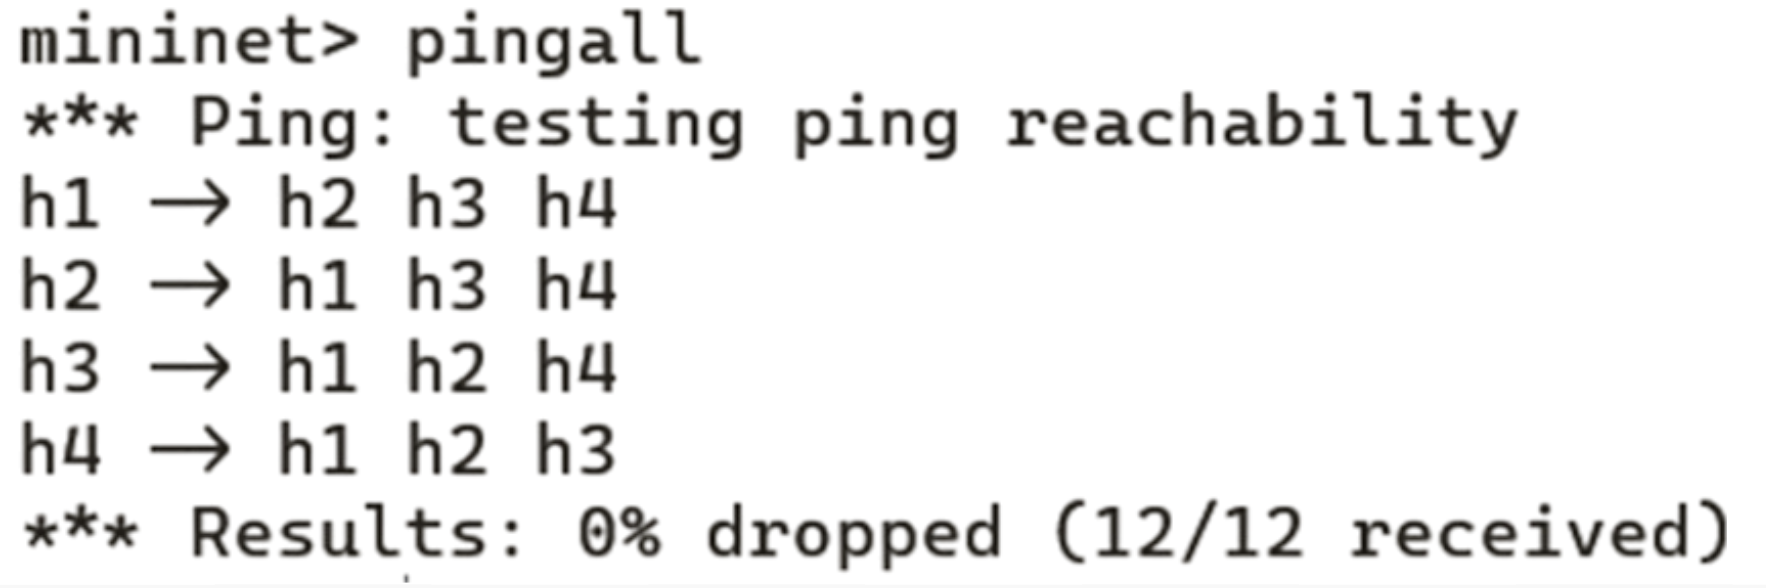 mininet> pingall
*** Ping: testing ping reachability
h1 → h2 h3 h4
h2 → h1 h3 h4
h3 → h1 h2 h4
h4 → h1 h2 h3
*** Results: 0% dropped (12/12 received)